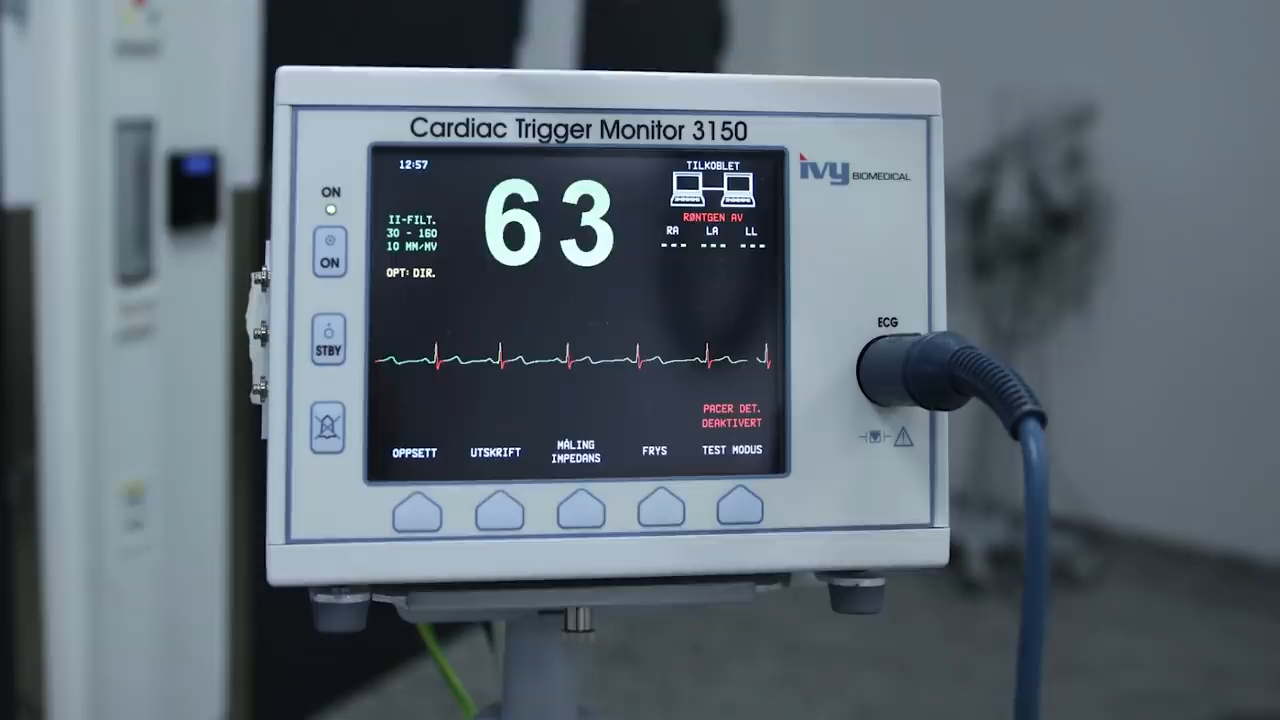 Cardiac Trigger Monitor 3150
ivy BIOMEDICAL
ON
ON
STBY
12:57
63
TILKOBLET
RØNTGEN AV
RA LA LL
--- --- ---
II-FILT.
30 - 160
10 MM/MV
OPT: DIR.
PACER DET.
DEAKTIVERT
OPPSETT
UTSKRIFT
MÅLING
IMPEDANS
FRYS
TEST MODUS
ECG